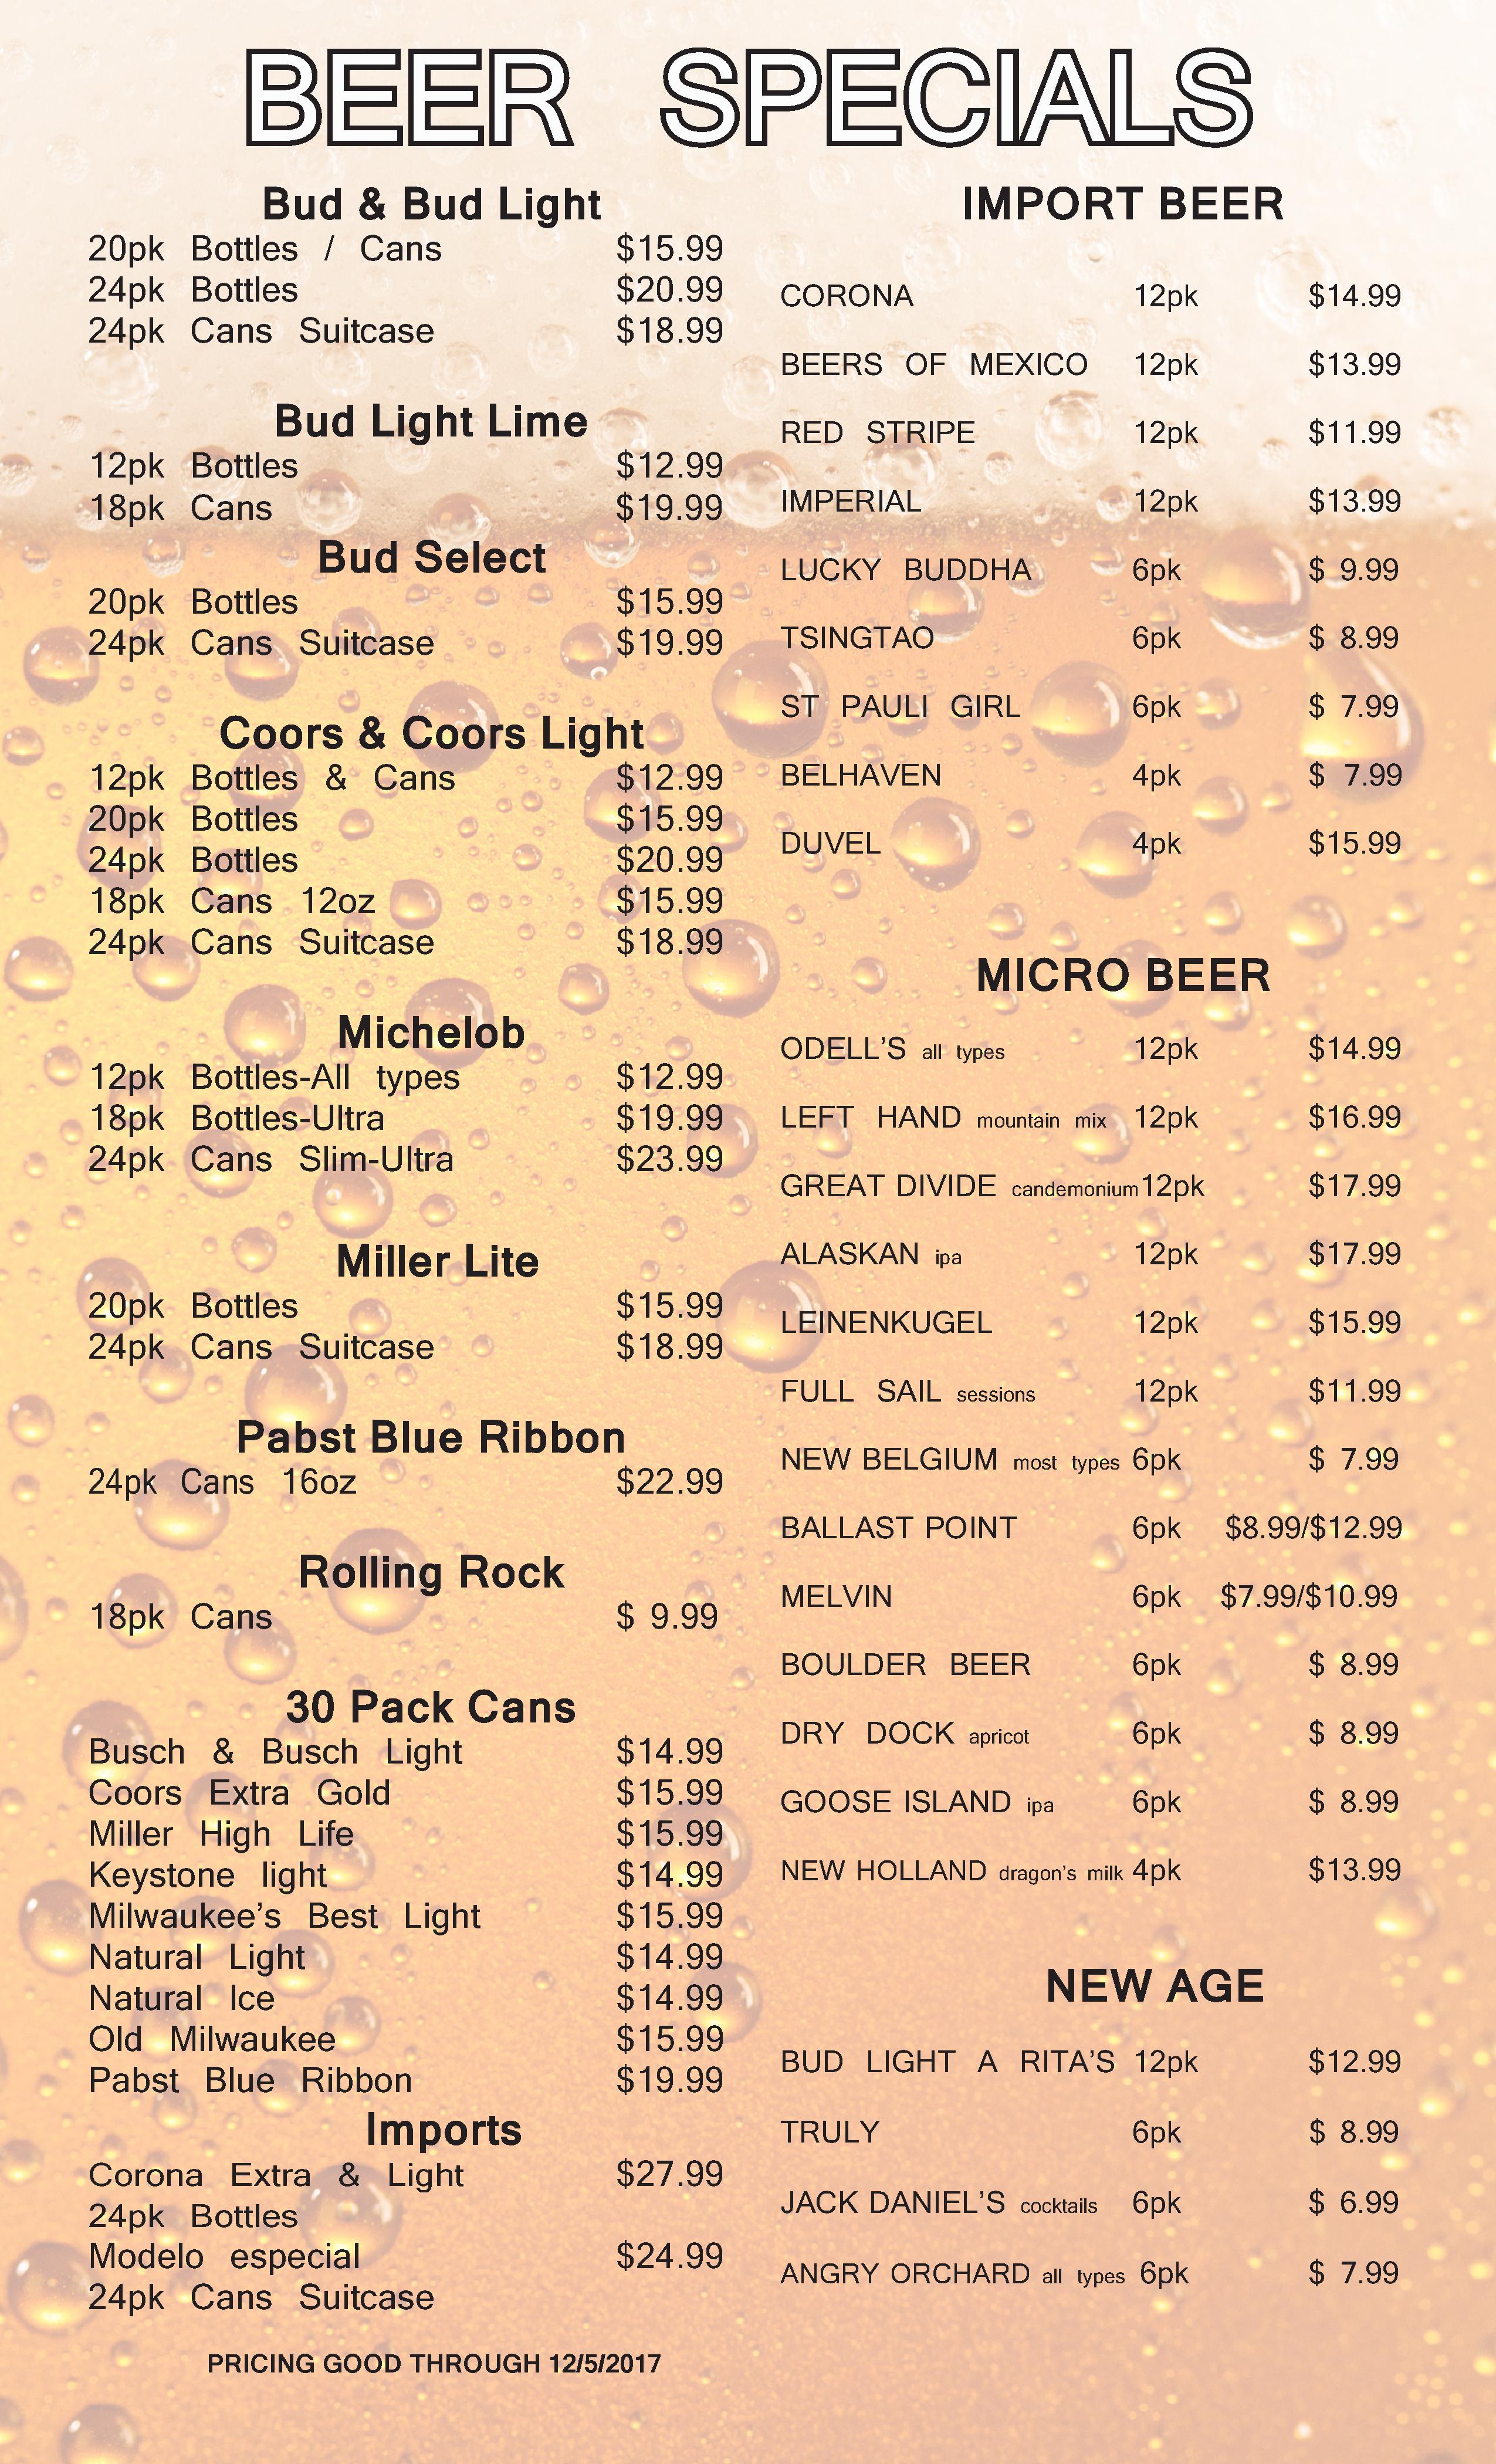 BEER SPECIALS
Bud & Bud Light
20pk Bottles / Cans $15.99
24pk Bottles $20.99
24pk Cans Suitcase $18.99
Bud Light Lime
12pk Bottles $12.99
18pk Cans $19.99
Bud Select
20pk Bottles $15.99
24pk Cans Suitcase $19.99
Coors & Coors Light
12pk Bottles & Cans $12.99
20pk Bottles $15.99
24pk Bottles $20.99
18pk Cans 12oz $15.99
24pk Cans Suitcase $18.99
Michelob
12pk Bottles-All types $12.99
18pk Bottles-Ultra $19.99
24pk Cans Slim-Ultra $23.99
Miller Lite
20pk Bottles $15.99
24pk Cans Suitcase $18.99
Pabst Blue Ribbon
24pk Cans 16oz $22.99
Rolling Rock
18pk Cans $ 9.99
30 Pack Cans
Busch & Busch Light $14.99
Coors Extra Gold $15.99
Miller High Life $15.99
Keystone light $14.99
Milwaukee's Best Light $15.99
Natural Light $14.99
Natural Ice $14.99
Old Milwaukee $15.99
Pabst Blue Ribbon $19.99
Imports
Corona Extra & Light $27.99
24pk Bottles
Modelo especial $24.99
24pk Cans Suitcase
PRICING GOOD THROUGH 12/5/2017
IMPORT BEER
CORONA 12pk $14.99
BEERS OF MEXICO 12pk $13.99
RED STRIPE 12pk $11.99
IMPERIAL 12pk $13.99
LUCKY BUDDHA 6pk $ 9.99
TSINGTAO 6pk $ 8.99
ST PAULI GIRL 6pk $ 7.99
BELHAVEN 4pk $ 7.99
DUVEL 4pk $15.99
MICRO BEER
ODELL'S all types 12pk $14.99
LEFT HAND mountain mix 12pk $16.99
GREAT DIVIDE candemonium12pk $17.99
ALASKAN ipa 12pk $17.99
LEINENKUGEL 12pk $15.99
FULL SAIL sessions 12pk $11.99
NEW BELGIUM most types 6pk $ 7.99
BALLAST POINT 6pk $8.99/$12.99
MELVIN 6pk $7.99/$10.99
BOULDER BEER 6pk $ 8.99
DRY DOCK apricot 6pk $ 8.99
GOOSE ISLAND ipa 6pk $ 8.99
NEW HOLLAND dragon's milk 4pk $13.99
NEW AGE
BUD LIGHT A RITA'S 12pk $12.99
TRULY 6pk $ 8.99
JACK DANIEL'S cocktails 6pk $ 6.99
ANGRY ORCHARD all types 6pk $ 7.99